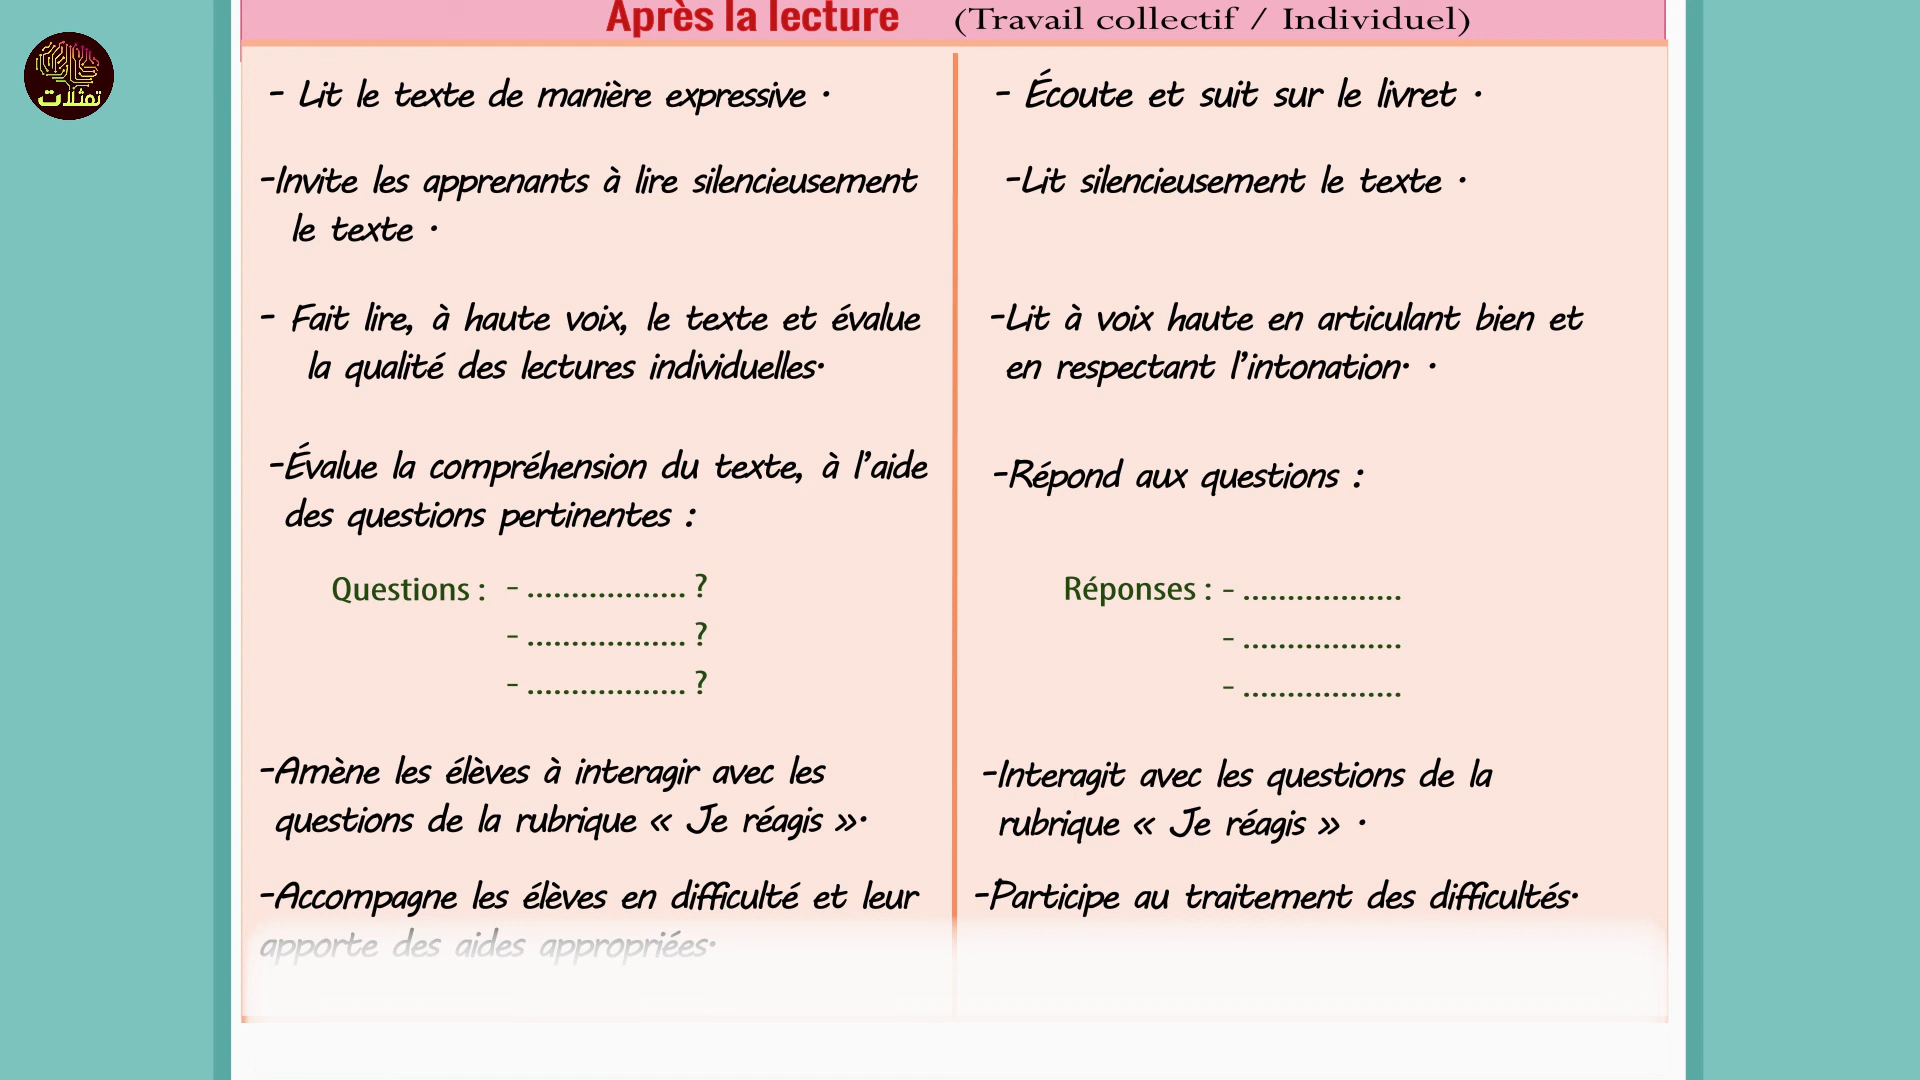 Après la lecture (Travail collectif / Individuel)
تمثلات
- Lit le texte de manière expressive .
-Invite les apprenants à lire silencieusement
le texte .
- Fait lire, à haute voix, le texte et évalue
la qualité des lectures individuelles.
-Évalue la compréhension du texte, à l'aide
des questions pertinentes :
Questions : - .................. ?
- .................. ?
- .................. ?
-Amène les élèves à interagir avec les
questions de la rubrique « Je réagis ».
-Accompagne les élèves en difficulté et leur
apporte des aides appropriées.
- Écoute et suit sur le livret .
-Lit silencieusement le texte .
-Lit à voix haute en articulant bien et
en respectant l'intonation. .
-Répond aux questions :
Réponses : - ..................
- ..................
- ..................
-Interagit avec les questions de la
rubrique « Je réagis » .
-Participe au traitement des difficultés.